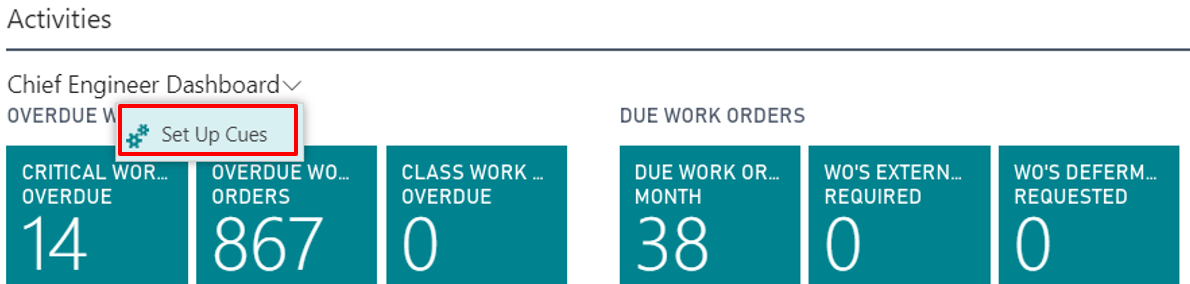 Activities
Chief Engineer Dashboard
OVERDUE W
Set Up Cues
DUE WORK ORDERS
CRITICAL WOR...
OVERDUE
14
OVERDUE WO...
ORDERS
867
CLASS WORK ...
OVERDUE
0
DUE WORK OR...
MONTH
38
WO'S EXTERN...
REQUIRED
0
WO'S DEFERM...
REQUESTED
0